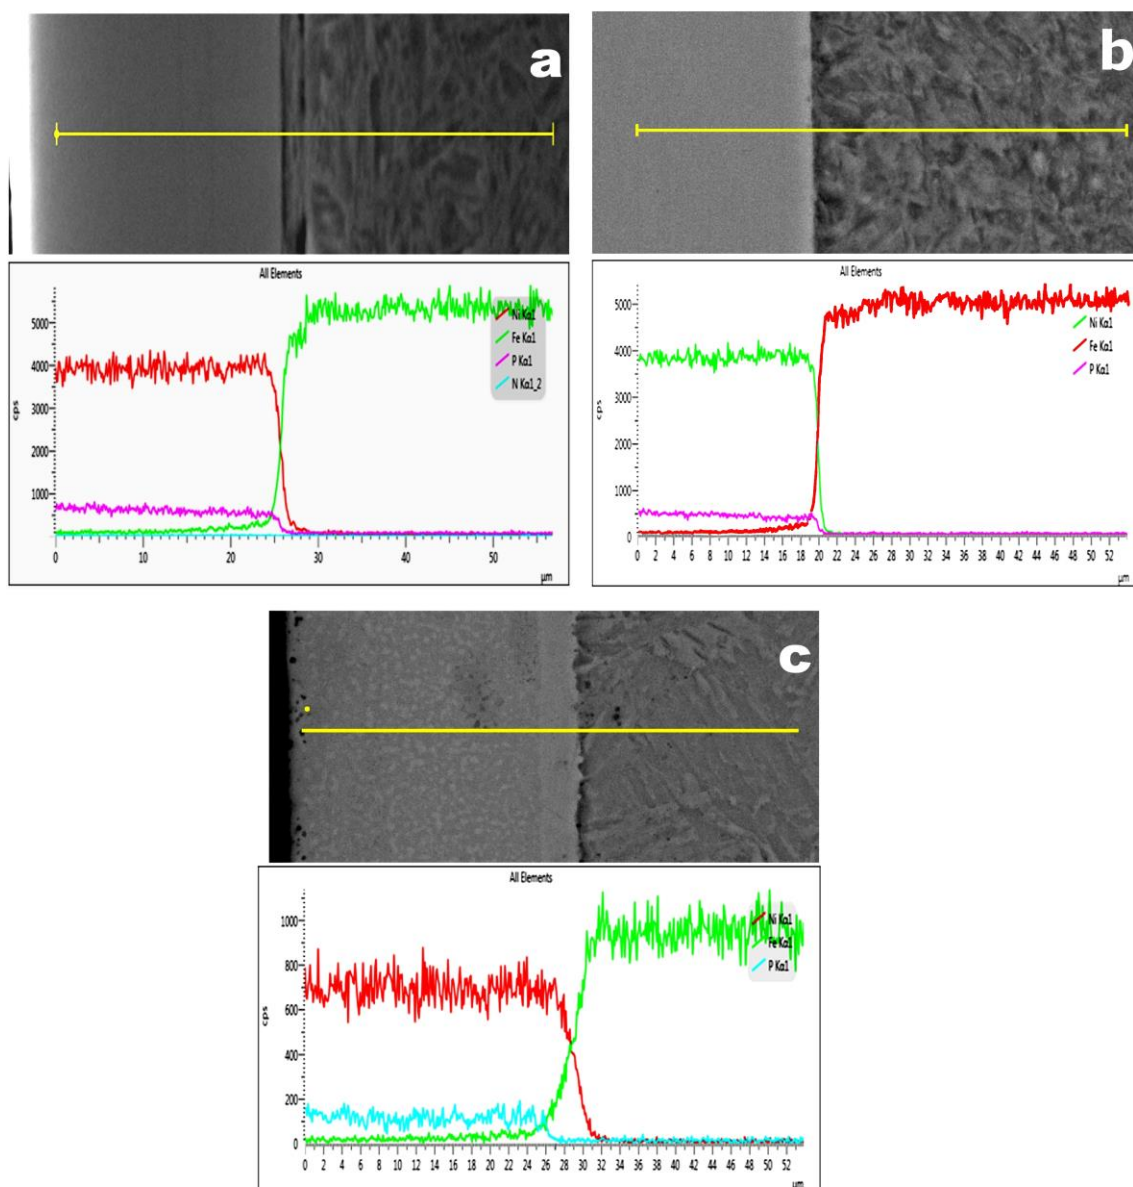 a
b
All Elements
5000
4000
3000
2000
1000
cps
0 10 20 30 40 50
µm
Ni Kα1
Fe Kα1
P Kα1
N Kα1_2
All Elements
5000
4000
3000
2000
1000
0
cps
0 2 4 6 8 10 12 14 16 18 20 22 24 26 28 30 32 34 36 38 40 42 44 46 48 50 52
µm
Ni Kα1
Fe Kα1
P Kα1
c
All Elements
1000
800
600
400
200
0
cps
0 2 4 6 8 10 12 14 16 18 20 22 24 26 28 30 32 34 36 38 40 42 44 46 48 50 52
µm
Ni Kα1
Fe Kα1
P Kα1